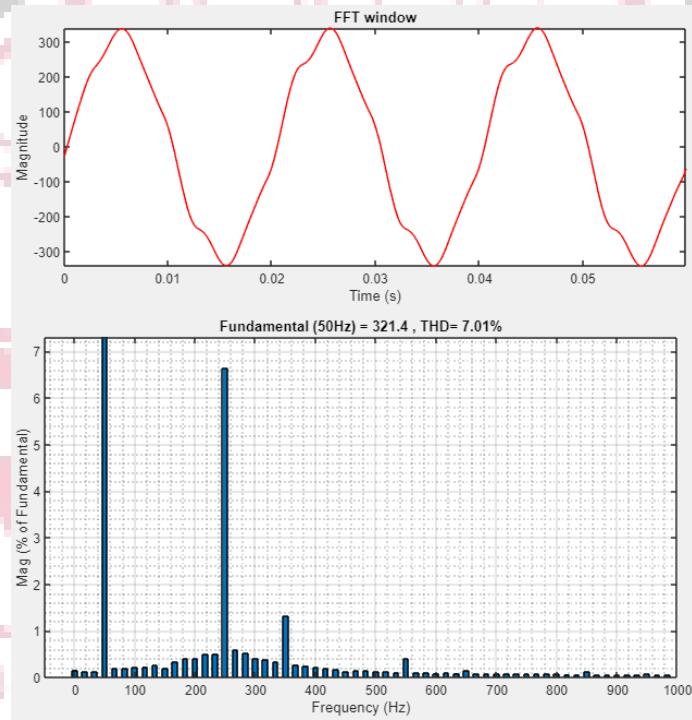 FFT window
300
200
100
0
-100
-200
-300
Magnitude
0 0.01 0.02 0.03 0.04 0.05
Time (s)
Fundamental (50Hz) = 321.4 , THD= 7.01%
7
6
5
4
3
2
1
0
Mag (% of Fundamental)
0 100 200 300 400 500 600 700 800 900 1000
Frequency (Hz)